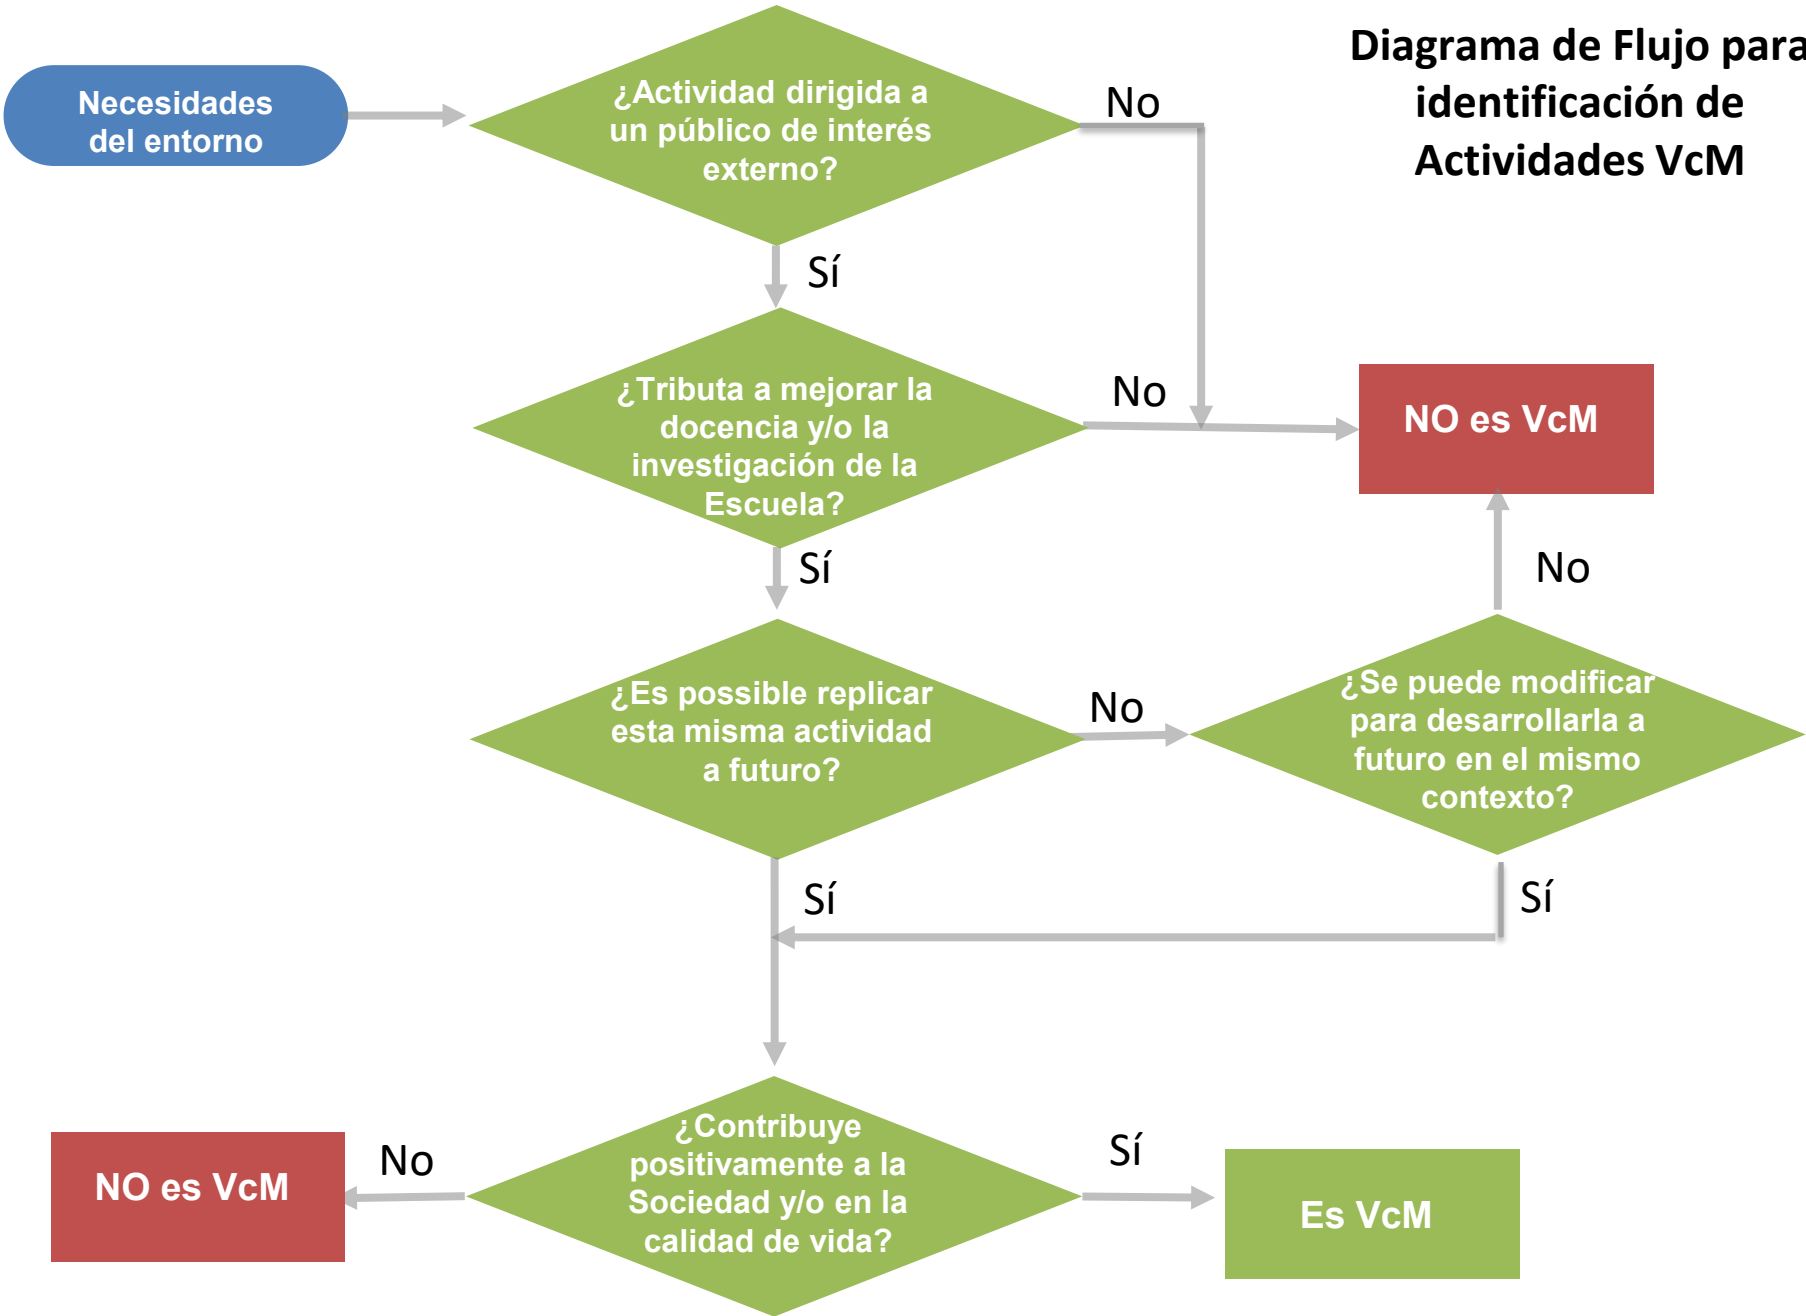 Diagrama de Flujo para
identificación de
Actividades VcM
Necesidades
del entorno
¿Actividad dirigida a
un público de interés
externo?
No
Sí
¿Tributa a mejorar la
docencia y/o la
investigación de la
Escuela?
No
NO es VcM
Sí
No
¿Es possible replicar
esta misma actividad
a futuro?
No
¿Se puede modificar
para desarrollarla a
futuro en el mismo
contexto?
Sí
Sí
¿Contribuye
positivamente a la
Sociedad y/o en la
calidad de vida?
No
NO es VcM
Sí
Es VcM